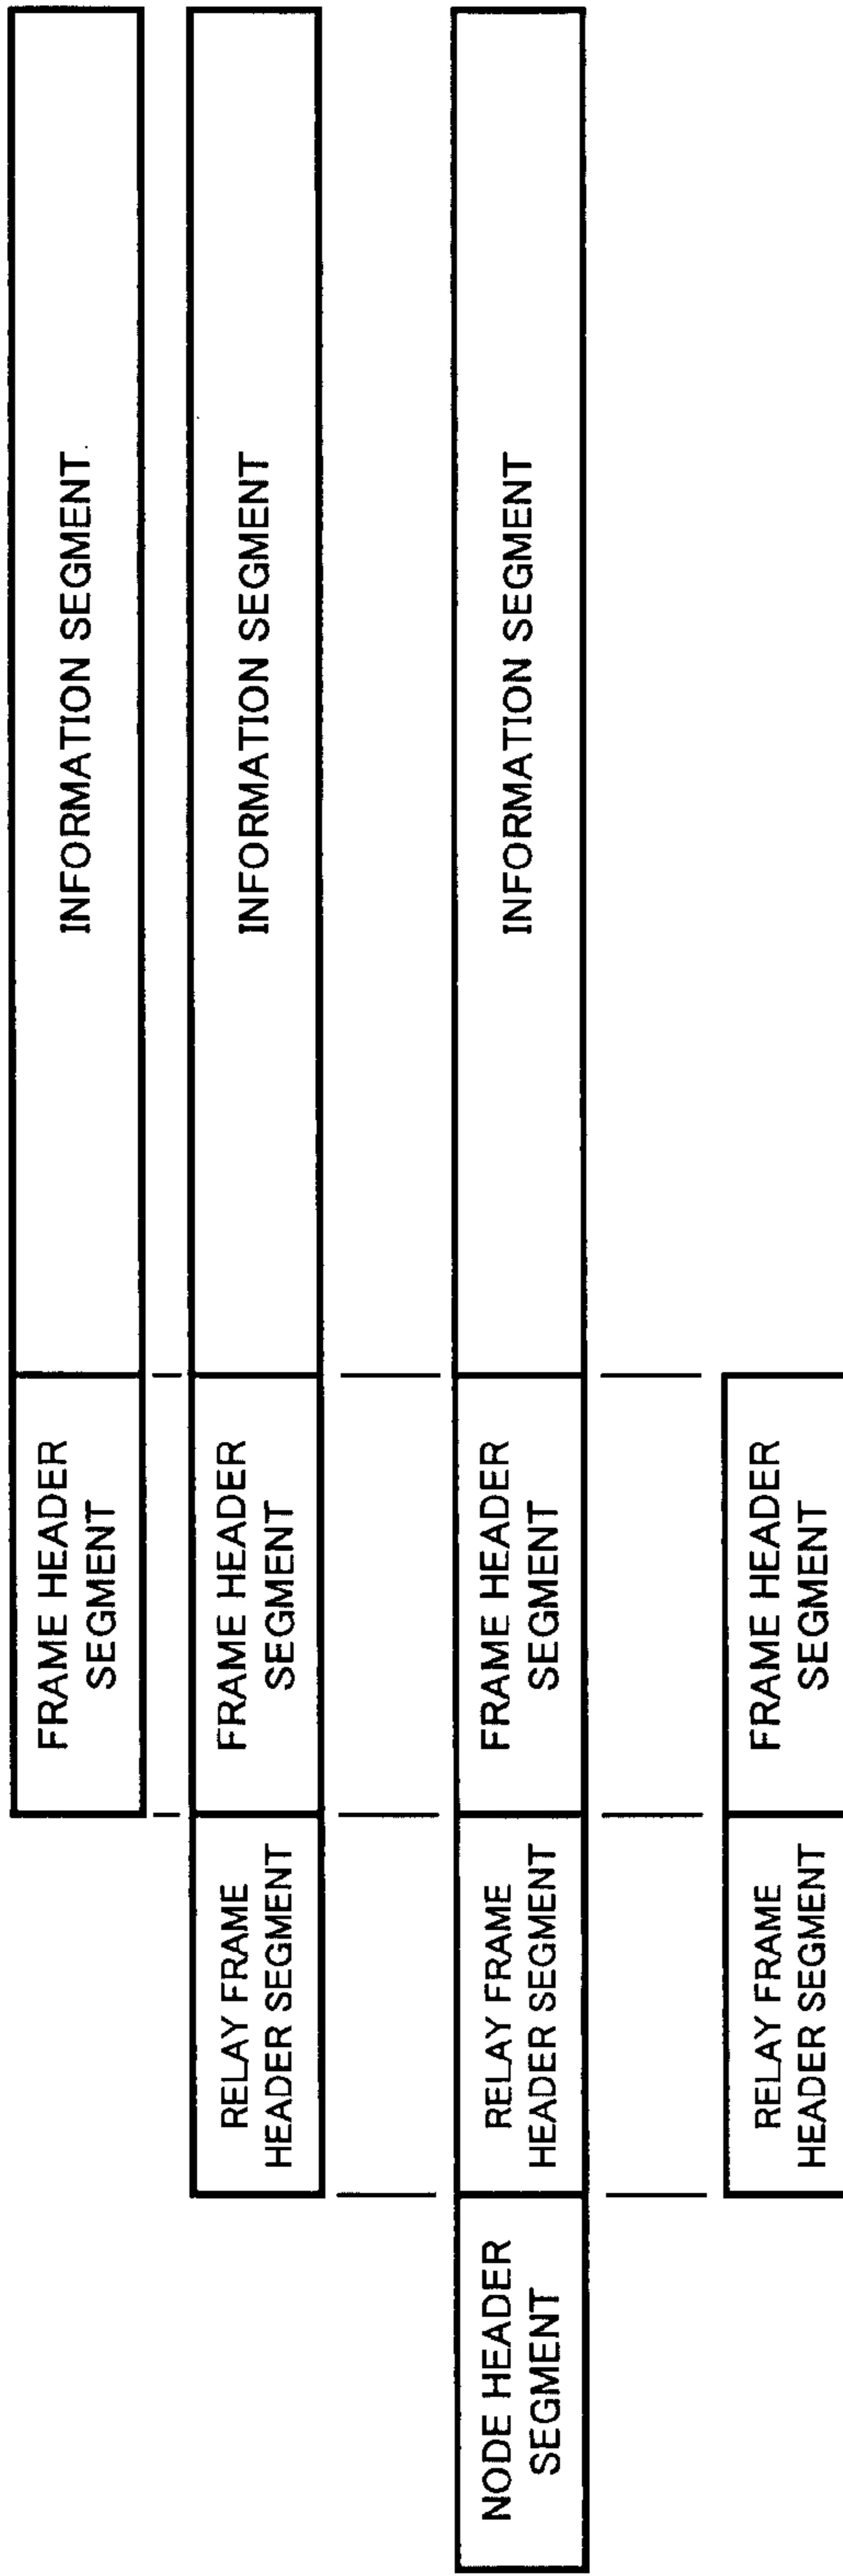 FRAME HEADER
SEGMENT
INFORMATION SEGMENT
RELAY FRAME
HEADER SEGMENT
FRAME HEADER
SEGMENT
INFORMATION SEGMENT
NODE HEADER
SEGMENT
RELAY FRAME
HEADER SEGMENT
FRAME HEADER
SEGMENT
INFORMATION SEGMENT
RELAY FRAME
HEADER SEGMENT
FRAME HEADER
SEGMENT